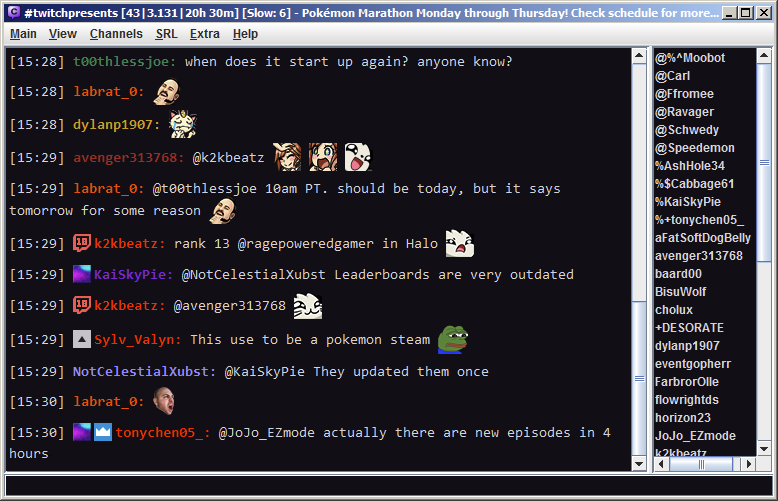 #twitchpresents [43|3.131|20h 30m] [Slow: 6] - Pokémon Marathon Monday through Thursday! Check schedule for more...
Main View Channels SRL Extra Help
[15:28] t00thlessjoe: when does it start up again? anyone know?
[15:28] labrat_0:
[15:28] dylanp1907:
[15:29] avenger313768: @k2kbeatz
[15:29] labrat_0: @t00thlessjoe 10am PT. should be today, but it says
tomorrow for some reason
[15:29] k2kbeatz: rank 13 @ragepoweredgamer in Halo
[15:29] KaiSkyPie: @NotCelestialXubst Leaderboards are very outdated
[15:29] k2kbeatz: @avenger313768
[15:29] Sylv_Valyn: This use to be a pokemon steam
[15:29] NotCelestialXubst: @KaiSkyPie They updated them once
[15:30] labrat_0:
[15:30] tonychen05_: @JoJo_EZmode actually there are new episodes in 4
hours
@%^Moobot
@Carl
@Ffromee
@Ravager
@Schwedy
@Speedemon
%AshHole34
%$Cabbage61
%KaiSkyPie
%+tonychen05_
aFatSoftDogBelly
avenger313768
baard00
BisuWolf
cholux
+DESORATE
dylanp1907
eventgopherr
FarbrorOlle
flowrightds
horizon23
JoJo_EZmode
k2kbeatz